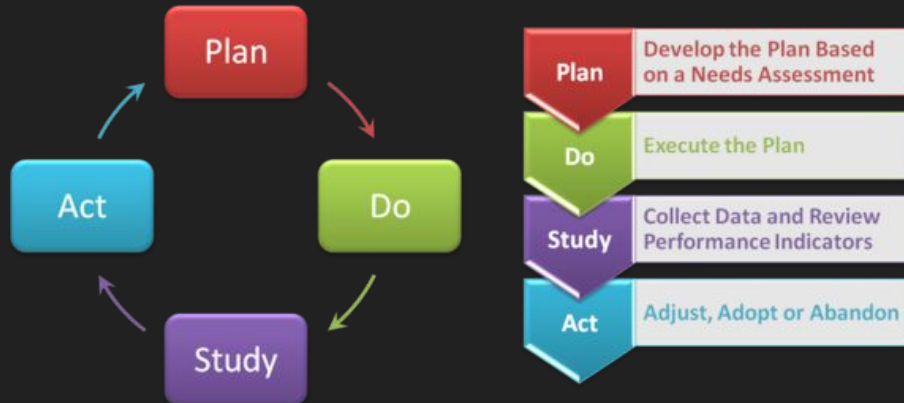 Plan
Do
Study
Act
Plan
Develop the Plan Based
on a Needs Assessment
Do
Execute the Plan
Study
Collect Data and Review
Performance Indicators
Act
Adjust, Adopt or Abandon